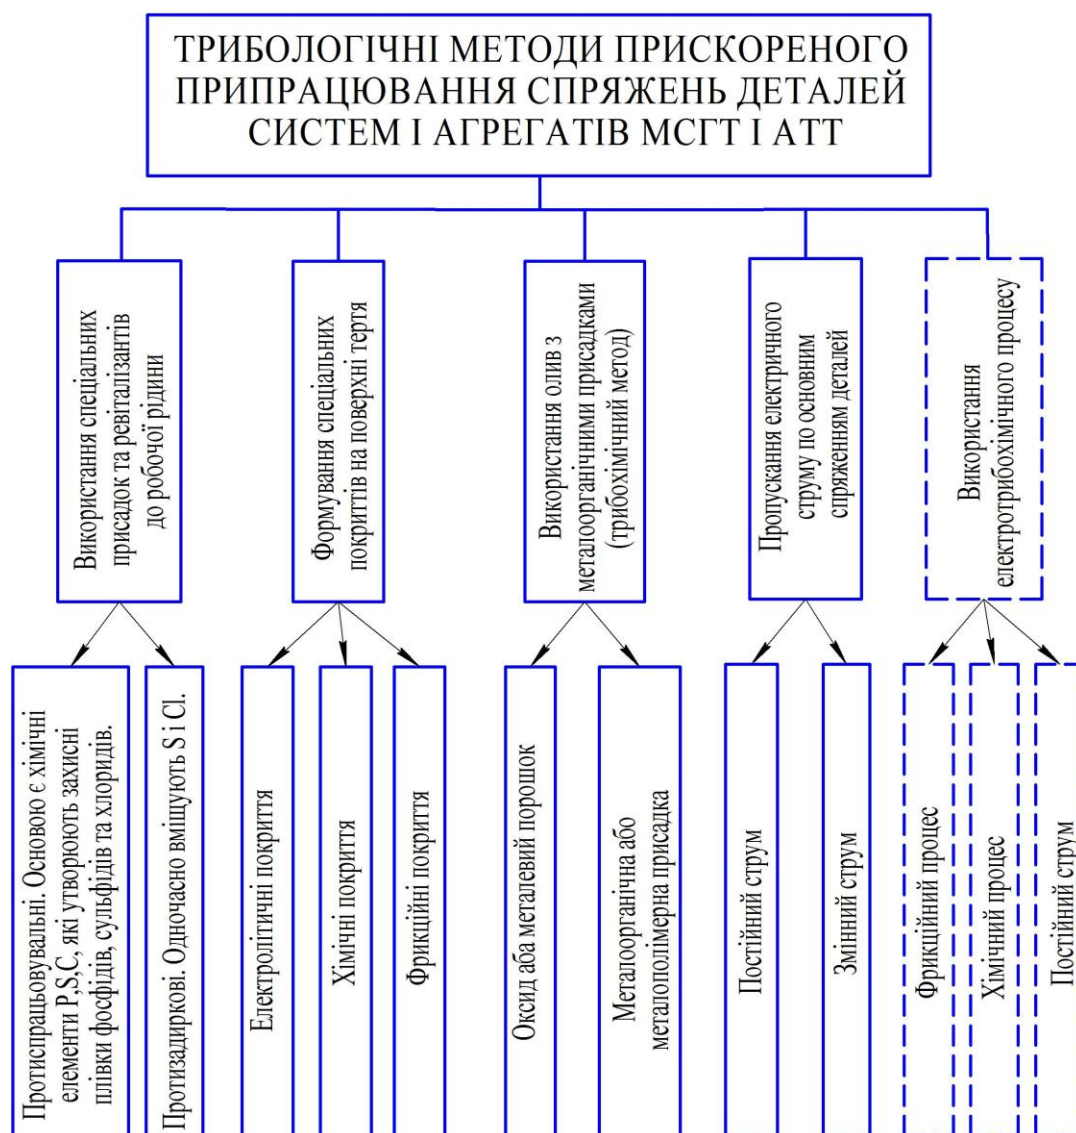 ТРИБОЛОГІЧНІ МЕТОДИ ПРИСКОРЕНОГО
ПРИПРАЦЮВАННЯ СПРЯЖЕНЬ ДЕТАЛЕЙ
СИСТЕМ І АГРЕГАТІВ МСГТ І АТТ
Використання спеціальних
присадок та ревіталізантів
до робочої рідини
Формування спеціальних
покриттів на поверхні тертя
Використання олив з
металоорганічними присадками
(трибохімічний метод)
Пропускання електричного
струму по основним
спряженням деталей
Використання
електротрибохімічного процесу
Протиспрацьовувальні. Основою є хімічні
елементи P,S,C, які утворюють захисні
плівки фосфідів, сульфідів та хлоридів.
Протизадиркові. Одночасно вміщують S і Cl.
Електролітичні покриття
Хімічні покриття
Фрикційні покриття
Оксид аба металевий порошок
Металоорганічна або
металополімерна присадка
Постійний струм
Змінний струм
Фрикційний процес
Хімічний процес
Постійний струм